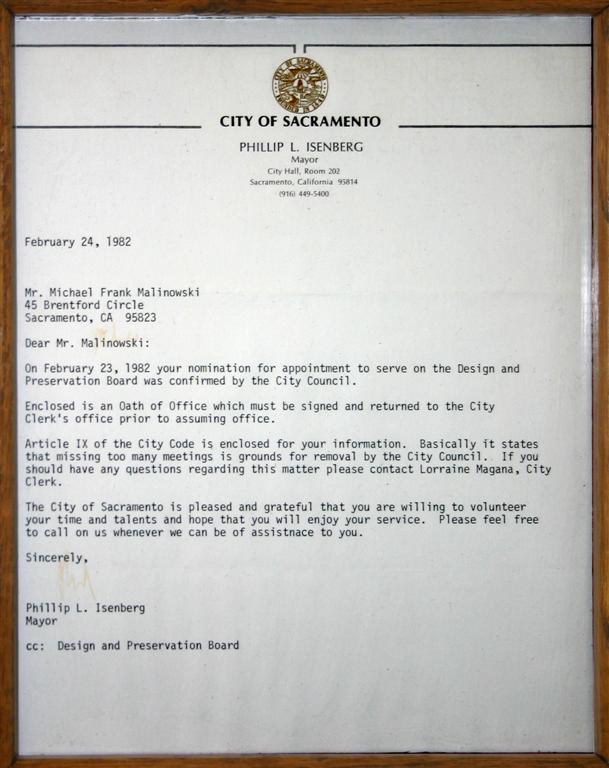 CITY OF SACRAMENTO
PHILLIP L. ISENBERG
Mayor
City Hall, Room 202
Sacramento, California 95814
(916) 449-5400
February 24, 1982
Mr. Michael Frank Malinowski
45 Brentford Circle
Sacramento, CA 95823
Dear Mr. Malinowski:
On February 23, 1982 your nomination for appointment to serve on the Design and
Preservation Board was confirmed by the City Council.
Enclosed is an Oath of Office which must be signed and returned to the City
Clerk's office prior to assuming office.
Article IX of the City Code is enclosed for your information. Basically it states
that missing too many meetings is grounds for removal by the City Council. If you
should have any questions regarding this matter please contact Lorraine Magana, City
Clerk.
The City of Sacramento is pleased and grateful that you are willing to volunteer
your time and talents and hope that you will enjoy your service. Please feel free
to call on us whenever we can be of assistnace to you.
Sincerely,
Phillip L. Isenberg
Mayor
cc: Design and Preservation Board